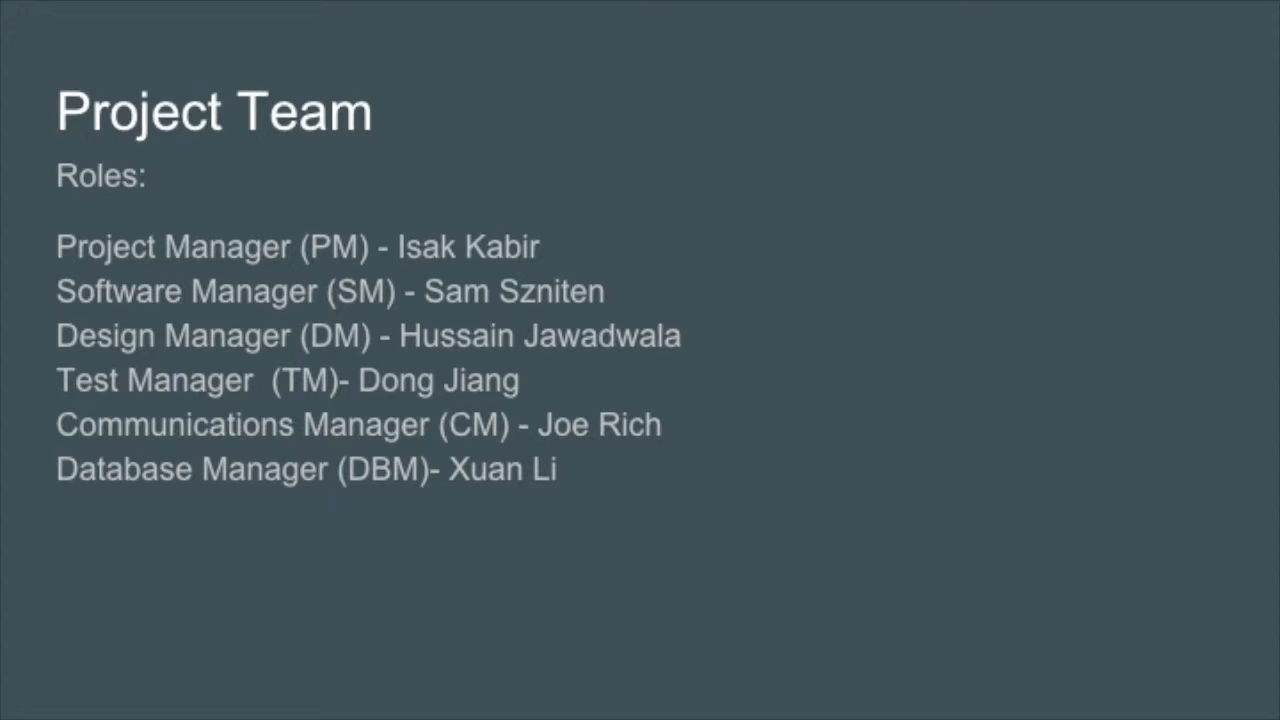 Project Team
Roles:
Project Manager (PM) - Isak Kabir
Software Manager (SM) - Sam Szniten
Design Manager (DM) - Hussain Jawadwala
Test Manager  (TM)- Dong Jiang
Communications Manager (CM) - Joe Rich
Database Manager (DBM)- Xuan Li